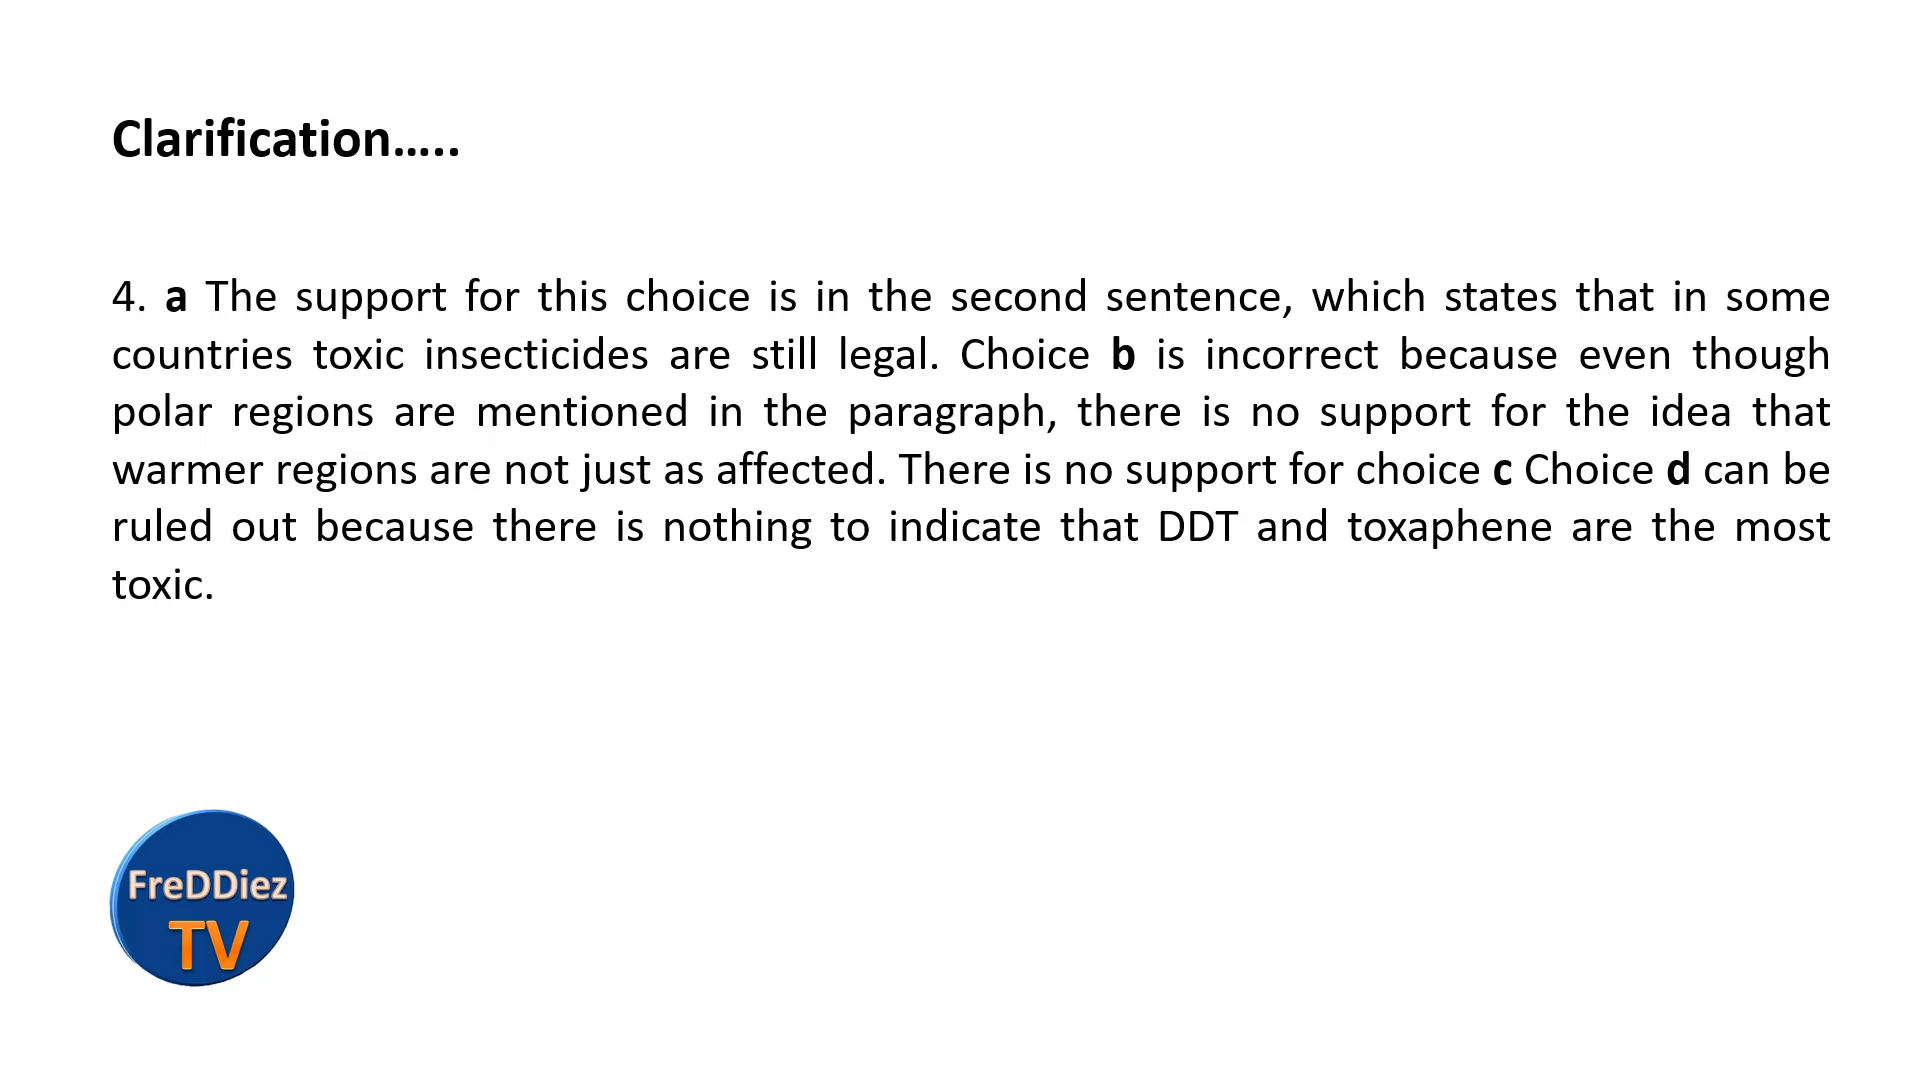 Clarification…..
4. a The support for this choice is in the second sentence, which states that in some
countries toxic insecticides are still legal. Choice b is incorrect because even though
polar regions are mentioned in the paragraph, there is no support for the idea that
warmer regions are not just as affected. There is no support for choice c Choice d can be
ruled out because there is nothing to indicate that DDT and toxaphene are the most
toxic.
FreDDiez
TV